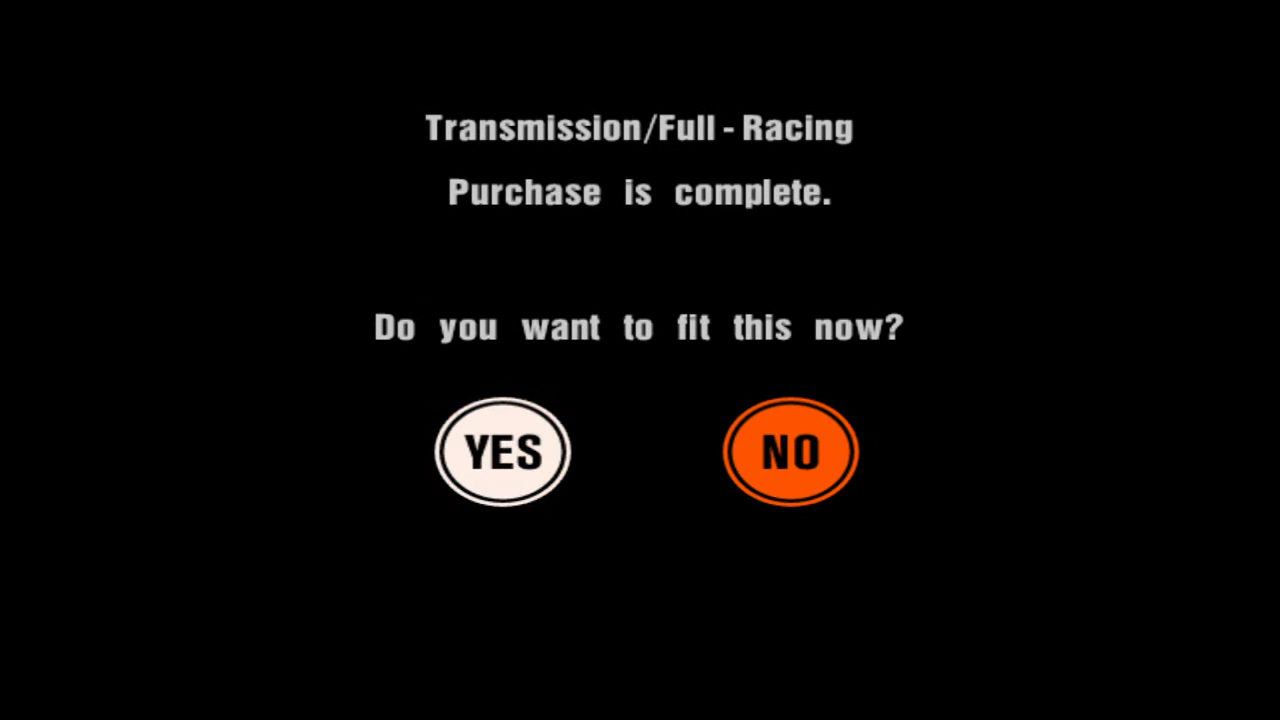 Transmission/Full - Racing
Purchase is complete.
Do you want to fit this now?
YES NO